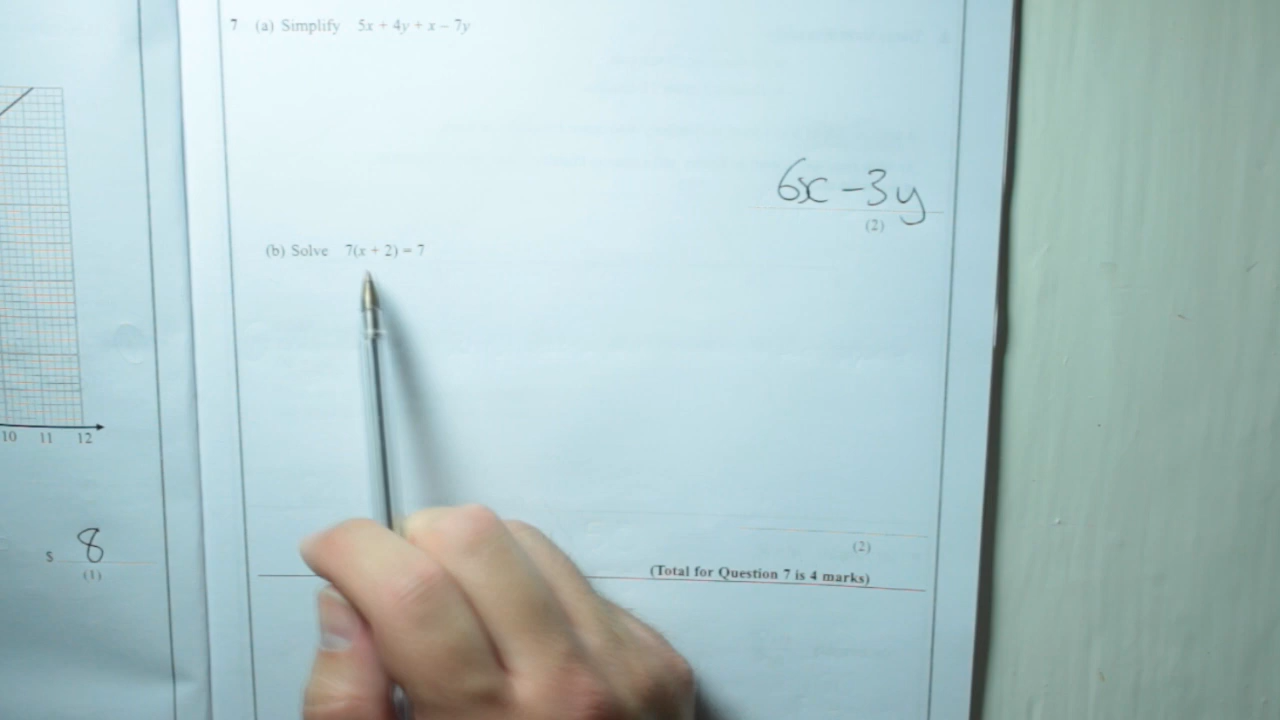 7 (a) Simplify 5x + 4y + x – 7y
6x – 3y
(2)
(b) Solve 7(x + 2) = 7
10 11 12
$ 8
(1)
(2)
(Total for Question 7 is 4 marks)